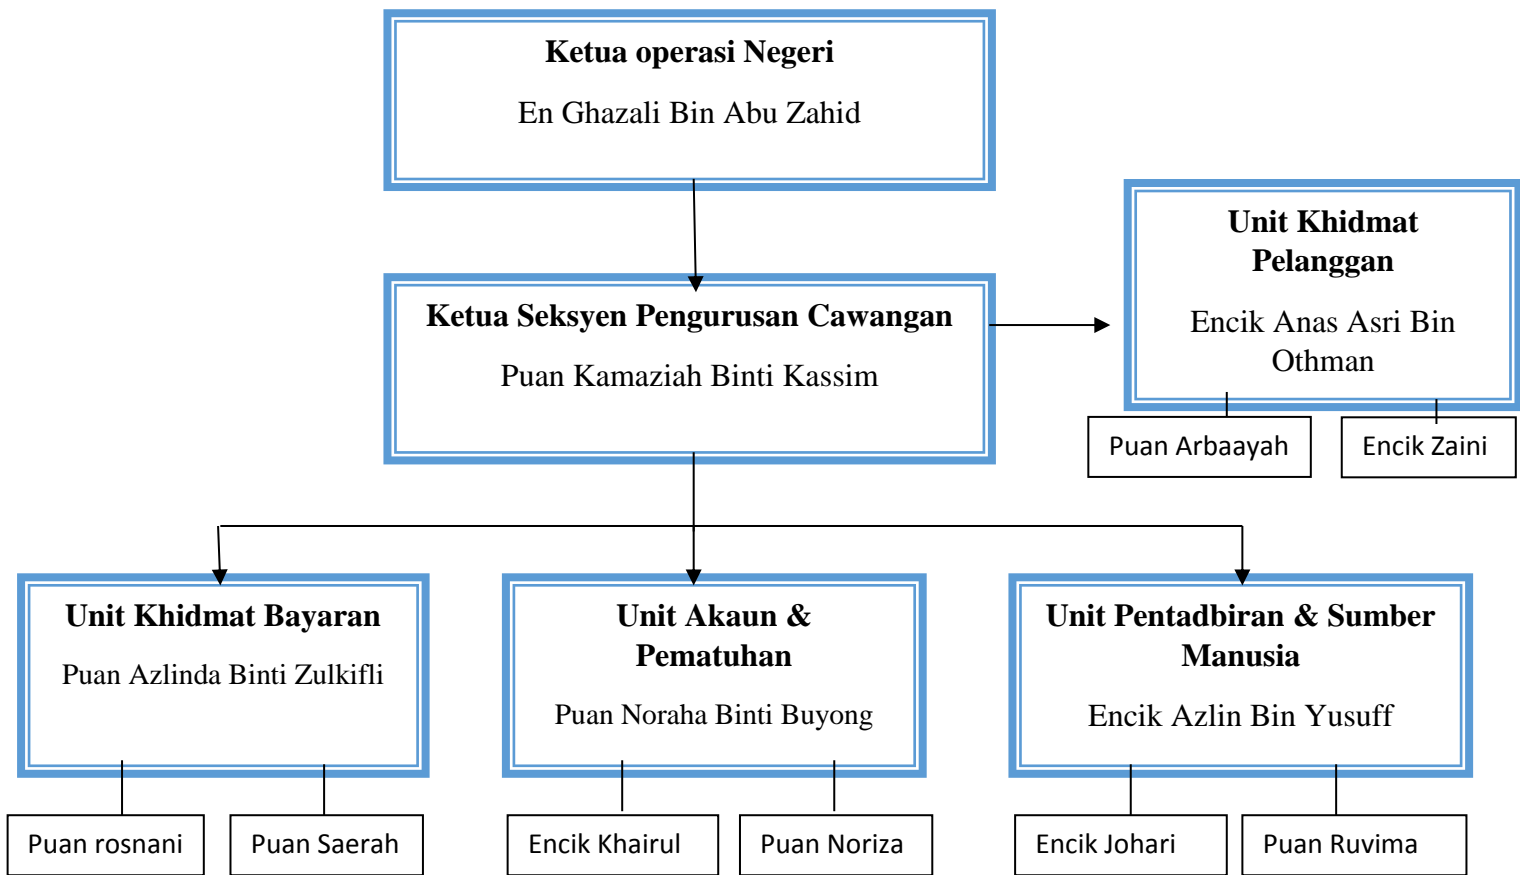 Ketua operasi Negeri
En Ghazali Bin Abu Zahid
Unit Khidmat
Pelanggan
Encik Anas Asri Bin
Othman
Ketua Seksyen Pengurusan Cawangan
Puan Kamaziah Binti Kassim
Puan Arbaayah
Encik Zaini
Unit Khidmat Bayaran
Puan Azlinda Binti Zulkifli
Unit Akaun &
Pematuhan
Puan Noraha Binti Buyong
Unit Pentadbiran & Sumber
Manusia
Encik Azlin Bin Yusuff
Puan rosnani
Puan Saerah
Encik Khairul
Puan Noriza
Encik Johari
Puan Ruvima